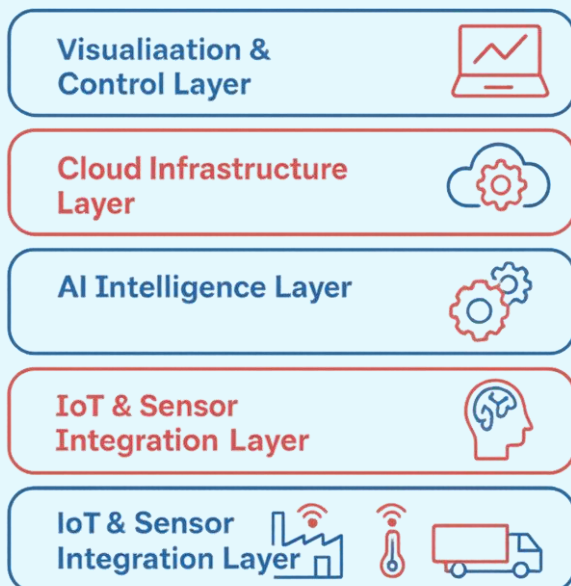 Visualiaation &
Control Layer
Cloud Infrastructure
Layer
AI Intelligence Layer
IoT & Sensor
Integration Layer
IoT & Sensor
Integration Layer